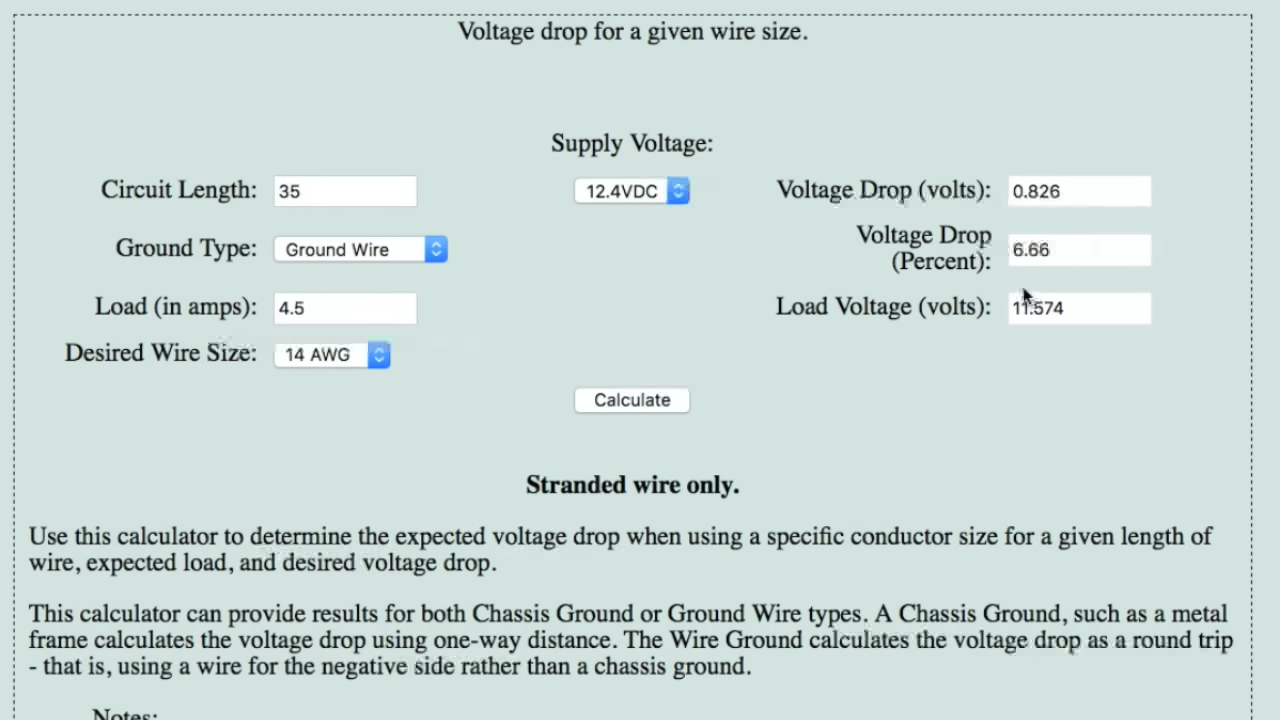 Voltage drop for a given wire size.
Supply Voltage:
Circuit Length: 35 12.4VDC Voltage Drop (volts): 0.826
Ground Type: Ground Wire Voltage Drop (Percent): 6.66
Load (in amps): 4.5 Load Voltage (volts): 11.574
Desired Wire Size: 14 AWG
Calculate
Stranded wire only.
Use this calculator to determine the expected voltage drop when using a specific conductor size for a given length of
wire, expected load, and desired voltage drop.
This calculator can provide results for both Chassis Ground or Ground Wire types. A Chassis Ground, such as a metal
frame calculates the voltage drop using one-way distance. The Wire Ground calculates the voltage drop as a round trip
- that is, using a wire for the negative side rather than a chassis ground.
Notes: